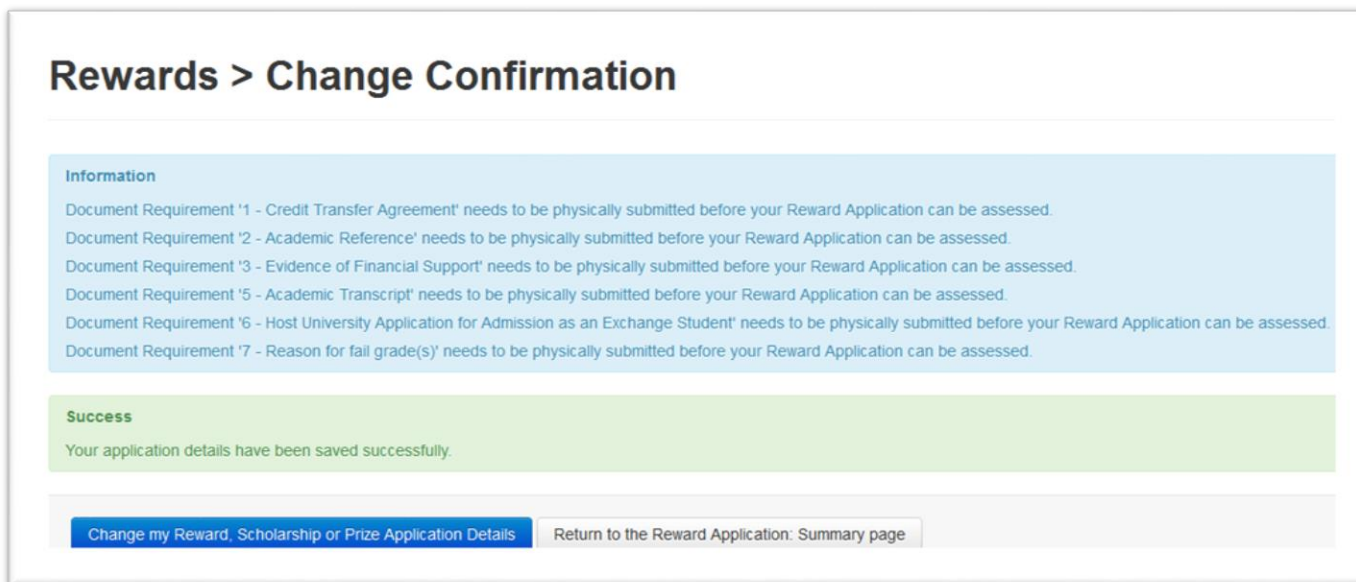 Rewards > Change Confirmation
Information
Document Requirement '1 - Credit Transfer Agreement' needs to be physically submitted before your Reward Application can be assessed.
Document Requirement '2 - Academic Reference' needs to be physically submitted before your Reward Application can be assessed.
Document Requirement '3 - Evidence of Financial Support' needs to be physically submitted before your Reward Application can be assessed.
Document Requirement '5 - Academic Transcript' needs to be physically submitted before your Reward Application can be assessed.
Document Requirement '6 - Host University Application for Admission as an Exchange Student' needs to be physically submitted before your Reward Application can be assessed.
Document Requirement '7 - Reason for fail grade(s)' needs to be physically submitted before your Reward Application can be assessed.
Success
Your application details have been saved successfully.
Change my Reward, Scholarship or Prize Application Details Return to the Reward Application: Summary page